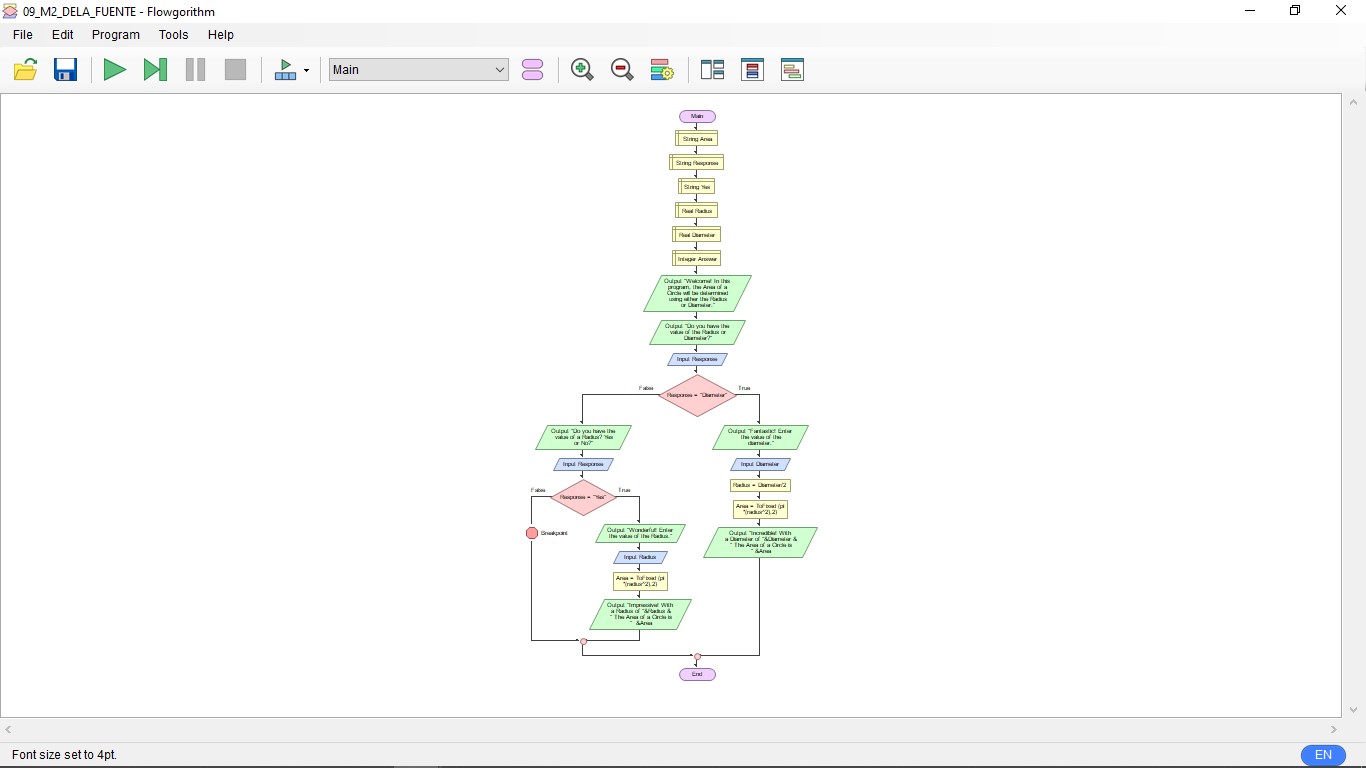 09_M2_DELA_FUENTE - Flowgorithm
File Edit Program Tools Help
Main
Main
String Area
String Response
String Yes
Real Radius
Real Diameter
Integer Answer
Output "Welcome! In this
program, the Area of a
Circle will be determined
using either the Radius
or Diameter."
Output "Do you have the
value of the Radius or
Diameter?"
Input Response
False
Response = "Diameter"
True
Output "Do you have the
value of a Radius? Yes
or No?"
Input Response
False
Response = "Yes"
True
Breakpoint
Output "Wonderful! Enter
the value of the Radius."
Input Radius
Area = ToFixed (pi
*(radius^2),2)
Output "Impressive! With
a Radius of "&Radius &
" The Area of a Circle is
" &Area
Output "Fantastic! Enter
the value of the
diameter."
Input Diameter
Radius = Diameter/2
Area = ToFixed (pi
*(radius^2),2)
Output "Incredible! With
a Diameter of "&Diameter &
" The Area of a Circle is
" &Area
End
Font size set to 4pt.
EN